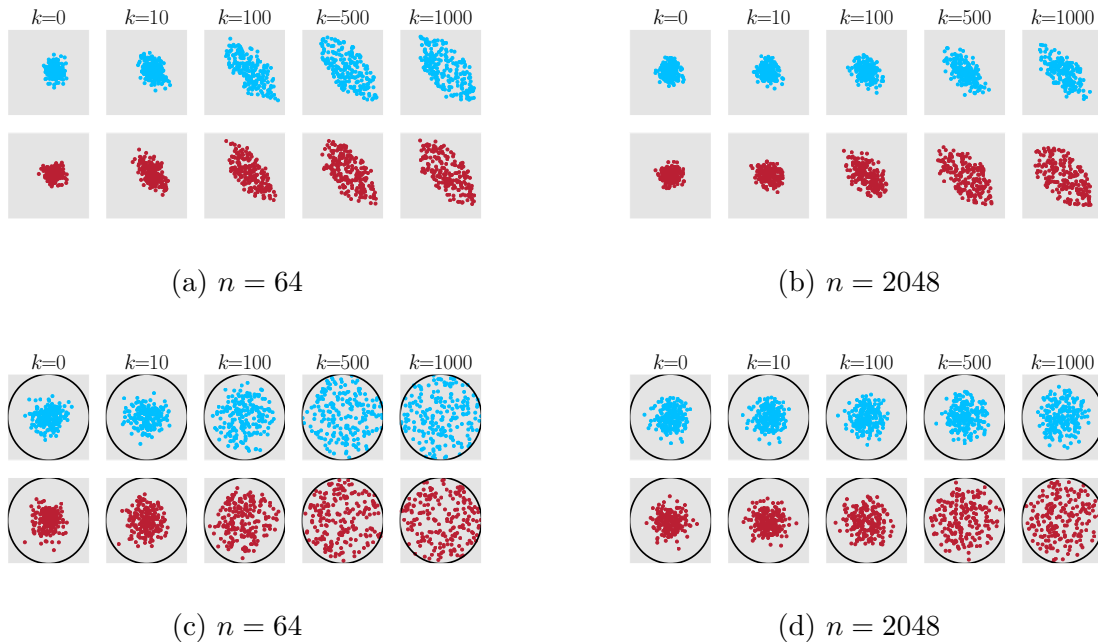 k=0 k=10 k=100 k=500 k=1000
(a) n = 64
k=0 k=10 k=100 k=500 k=1000
(b) n = 2048
k=0 k=10 k=100 k=500 k=1000
(c) n = 64
k=0 k=10 k=100 k=500 k=1000
(d) n = 2048